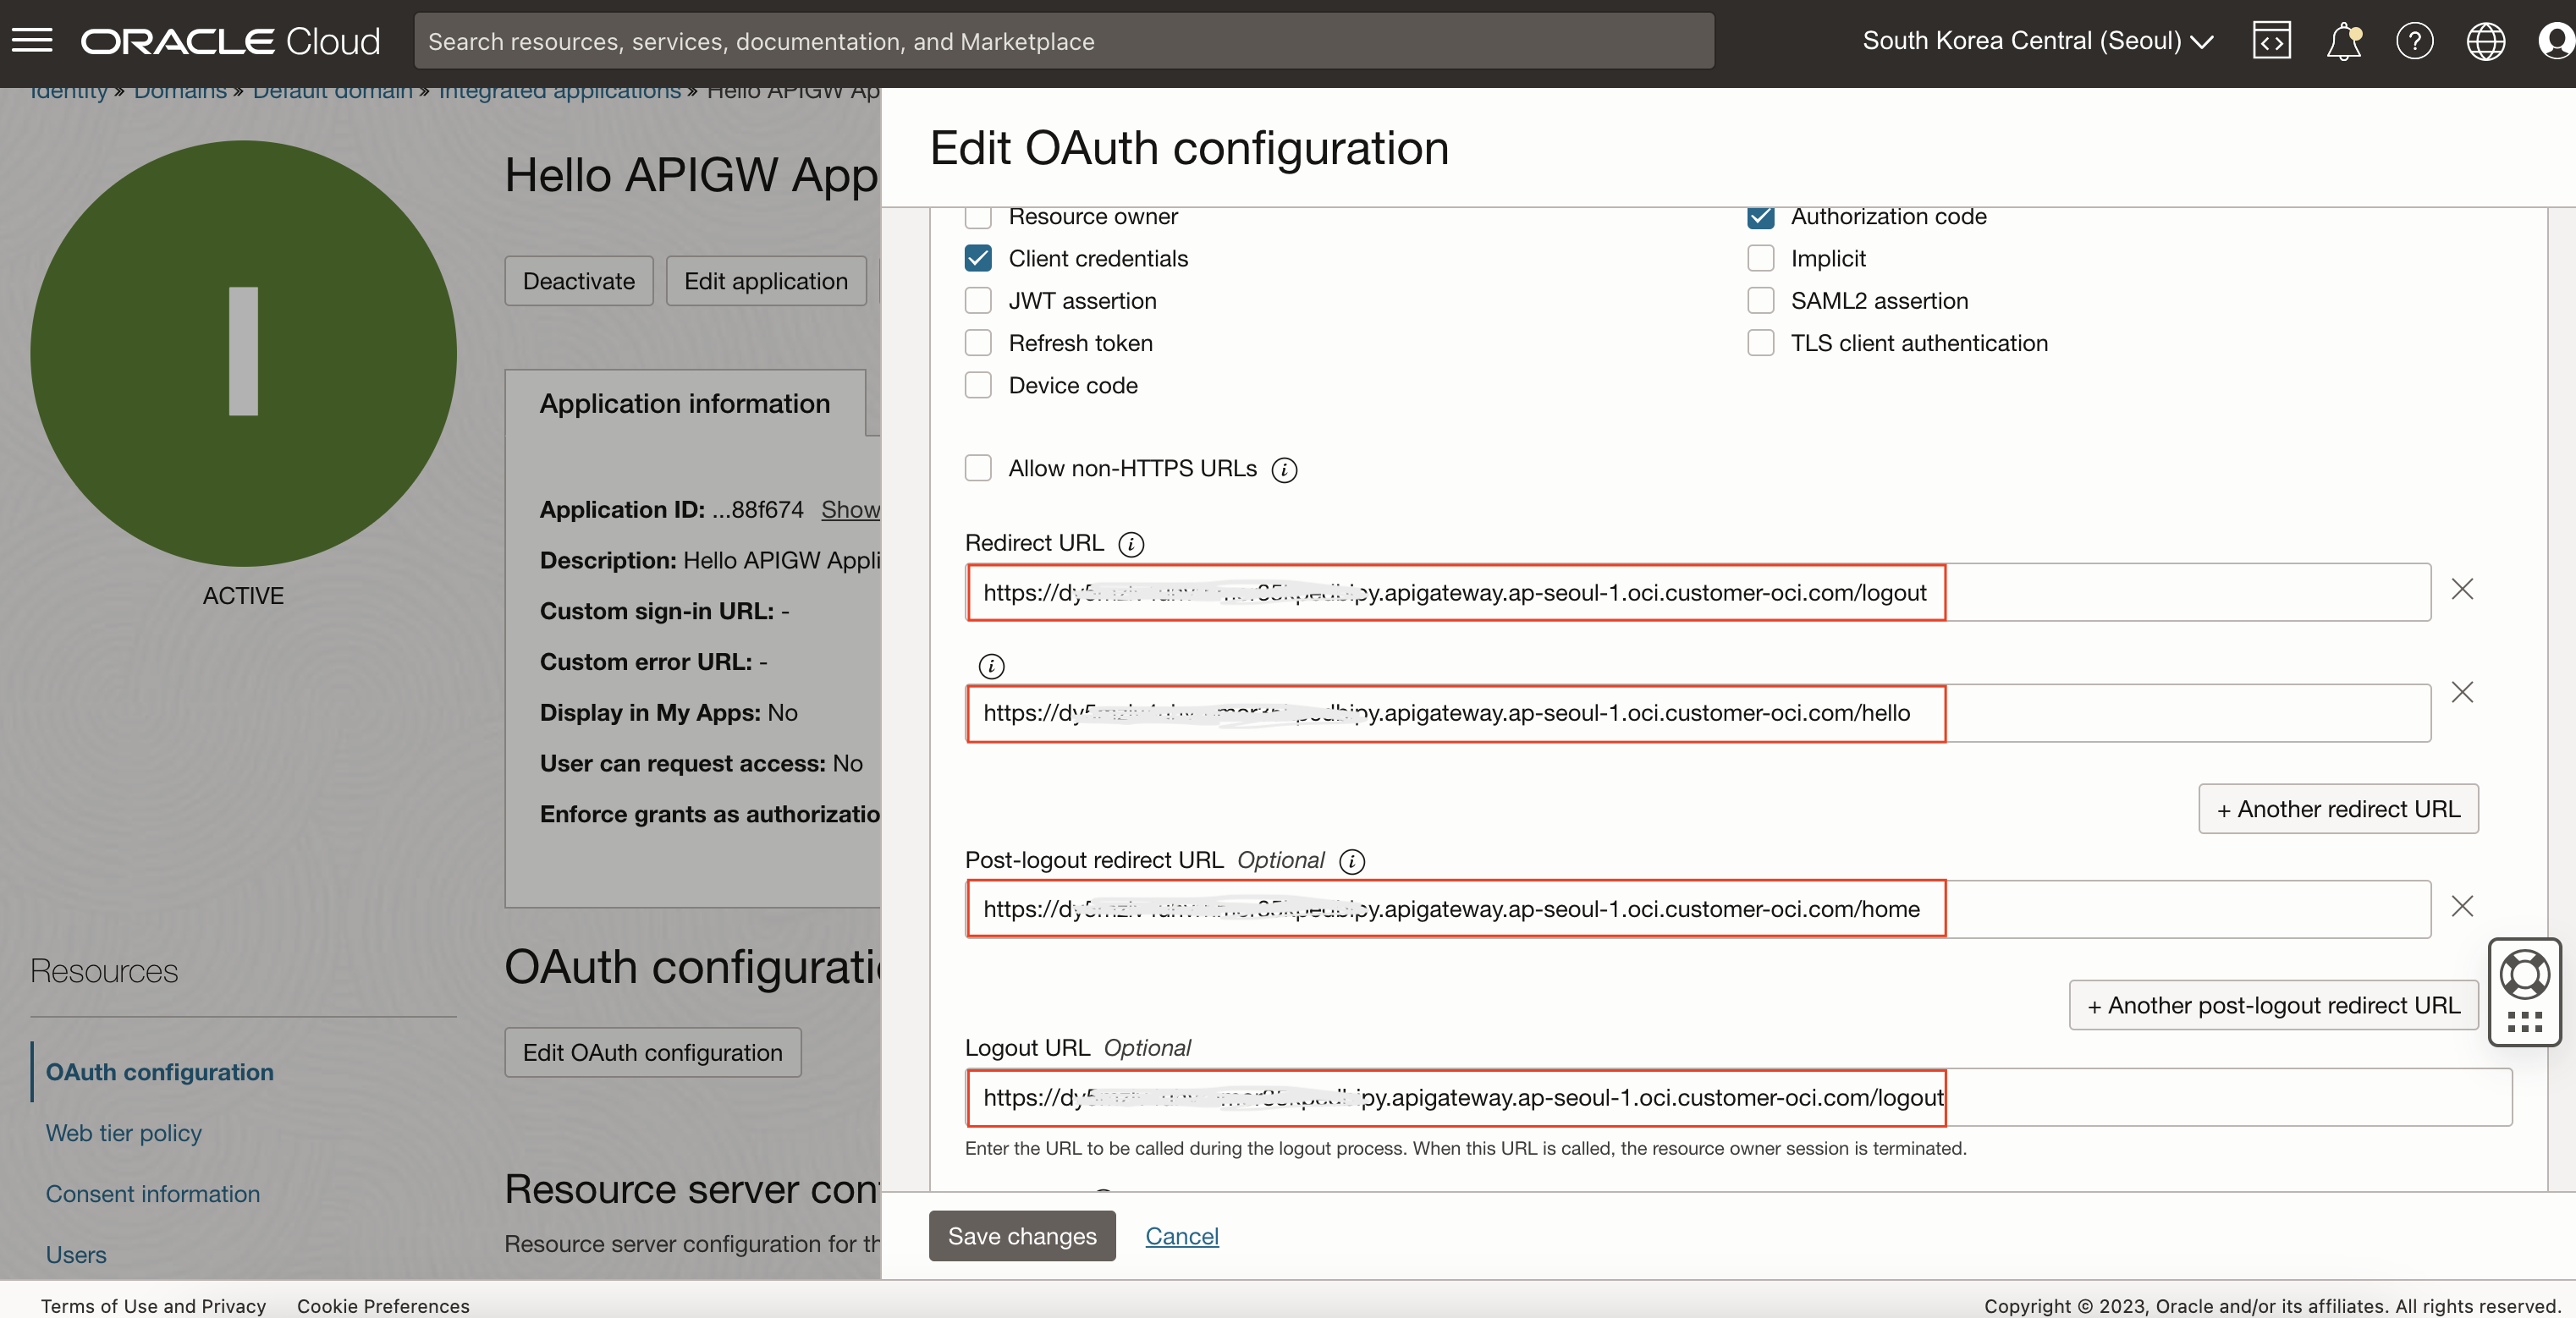 ORACLE Cloud
Search resources, services, documentation, and Marketplace
South Korea Central (Seoul)
Identity » Domains » Default domain » Integrated applications » Hello APIGW Ap
Hello APIGW App
Deactivate
Edit application
I
ACTIVE
Application information
Application ID: ...88f674 Show
Description: Hello APIGW Appli
Custom sign-in URL: -
Custom error URL: -
Display in My Apps: No
User can request access: No
Enforce grants as authorizatio
Resources
OAuth configuration
Web tier policy
Consent information
Users
OAuth configurati
Edit OAuth configuration
Resource server con
Resource server configuration for th
Edit OAuth configuration
Resource owner
Authorization code
Client credentials
Implicit
JWT assertion
SAML2 assertion
Refresh token
TLS client authentication
Device code
Allow non-HTTPS URLs
Redirect URL
https://dy .apigateway.ap-seoul-1.oci.customer-oci.com/logout
https://dy .apigateway.ap-seoul-1.oci.customer-oci.com/hello
+ Another redirect URL
Post-logout redirect URL Optional
https://dy .apigateway.ap-seoul-1.oci.customer-oci.com/home
+ Another post-logout redirect URL
Logout URL Optional
https://dy .apigateway.ap-seoul-1.oci.customer-oci.com/logout
Enter the URL to be called during the logout process. When this URL is called, the resource owner session is terminated.
Save changes
Cancel
Terms of Use and Privacy
Cookie Preferences
Copyright © 2023, Oracle and/or its affiliates. All rights reserved.